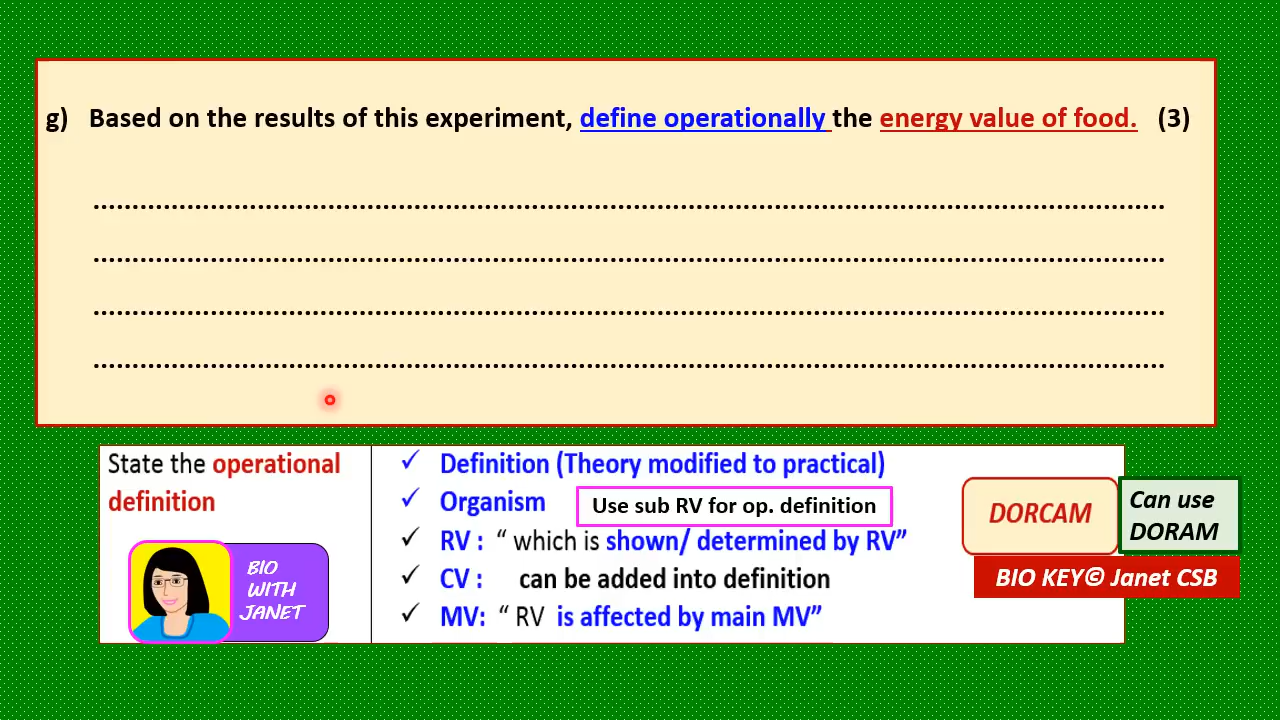 g) Based on the results of this experiment, define operationally the energy value of food. (3)
State the operational
definition
✓ Definition (Theory modified to practical)
✓ Organism
Use sub RV for op. definition
✓ RV : “ which is shown/ determined by RV”
✓ CV : can be added into definition
✓ MV: “ RV is affected by main MV”
DORCAM
Can use
DORAM
BIO KEY© Janet CSB
BIO
WITH
JANET